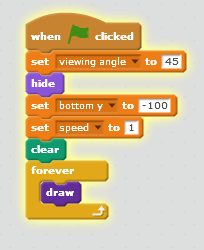 when clicked
set viewing angle to 45
hide
set bottom y to -100
set speed to 1
clear
forever
draw